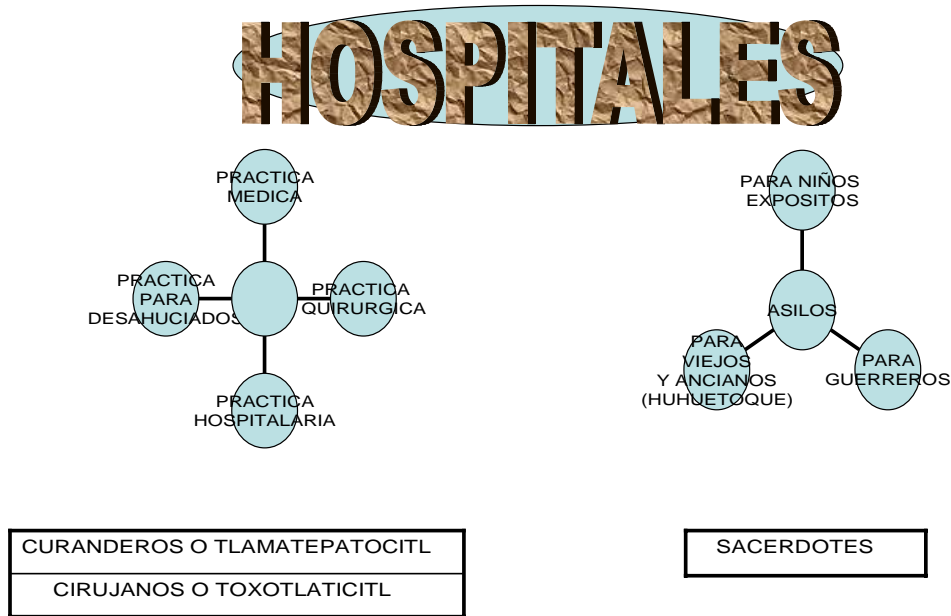 HOSPITALES
PRACTICA
MEDICA
PRACTICA
PARA
DESAHUCIADOS
PRACTICA
QUIRURGICA
PRACTICA
HOSPITALARIA
PARA NIÑOS
EXPOSITOS
ASILOS
PARA
VIEJOS
Y ANCIANOS
(HUHUETOQUE)
PARA
GUERREROS
CURANDEROS O TLAMATEPATOCITL
CIRUJANOS O TOXOTLATICITL
SACERDOTES